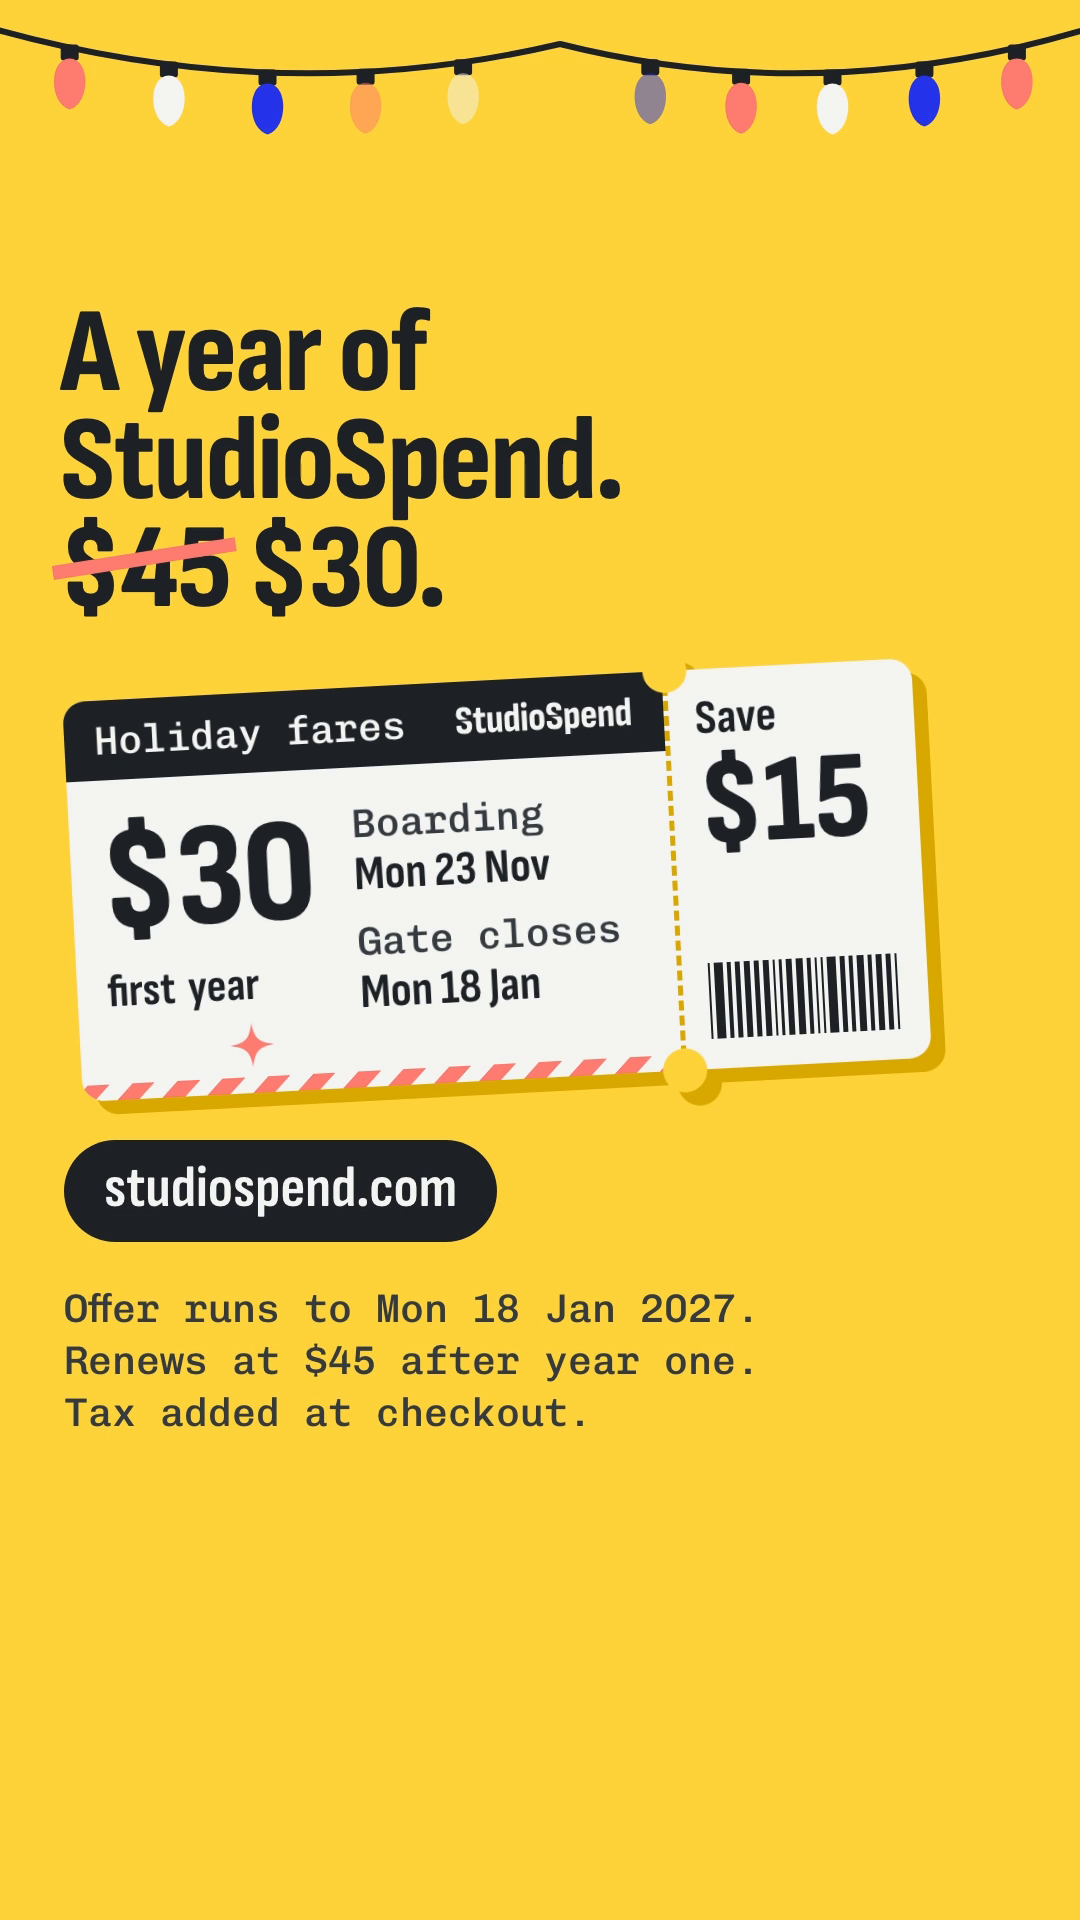 A year of
StudioSpend.
$45 $30.
Holiday fares StudioSpend
$30
first year
Boarding
Mon 23 Nov
Gate closes
Mon 18 Jan
Save
$15
studiospend.com
Offer runs to Mon 18 Jan 2027.
Renews at $45 after year one.
Tax added at checkout.